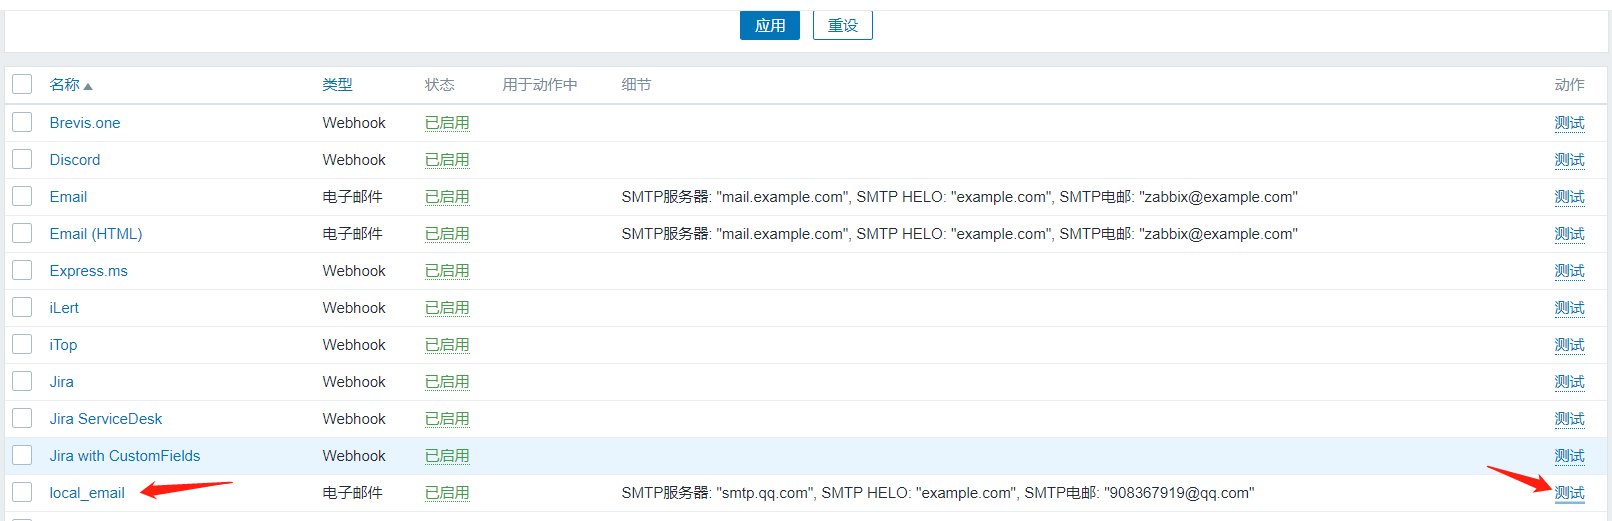 应用 重设
名称 类型 状态 用于动作中 细节 动作
Brevis.one Webhook 已启用 测试
Discord Webhook 已启用 测试
Email 电子邮件 已启用 SMTP服务器: "mail.example.com", SMTP HELO: "example.com", SMTP电邮: "zabbix@example.com" 测试
Email (HTML) 电子邮件 已启用 SMTP服务器: "mail.example.com", SMTP HELO: "example.com", SMTP电邮: "zabbix@example.com" 测试
Express.ms Webhook 已启用 测试
iLert Webhook 已启用 测试
iTop Webhook 已启用 测试
Jira Webhook 已启用 测试
Jira ServiceDesk Webhook 已启用 测试
Jira with CustomFields Webhook 已启用 测试
local_email 电子邮件 已启用 SMTP服务器: "smtp.qq.com", SMTP HELO: "example.com", SMTP电邮: "908367919@qq.com" 测试